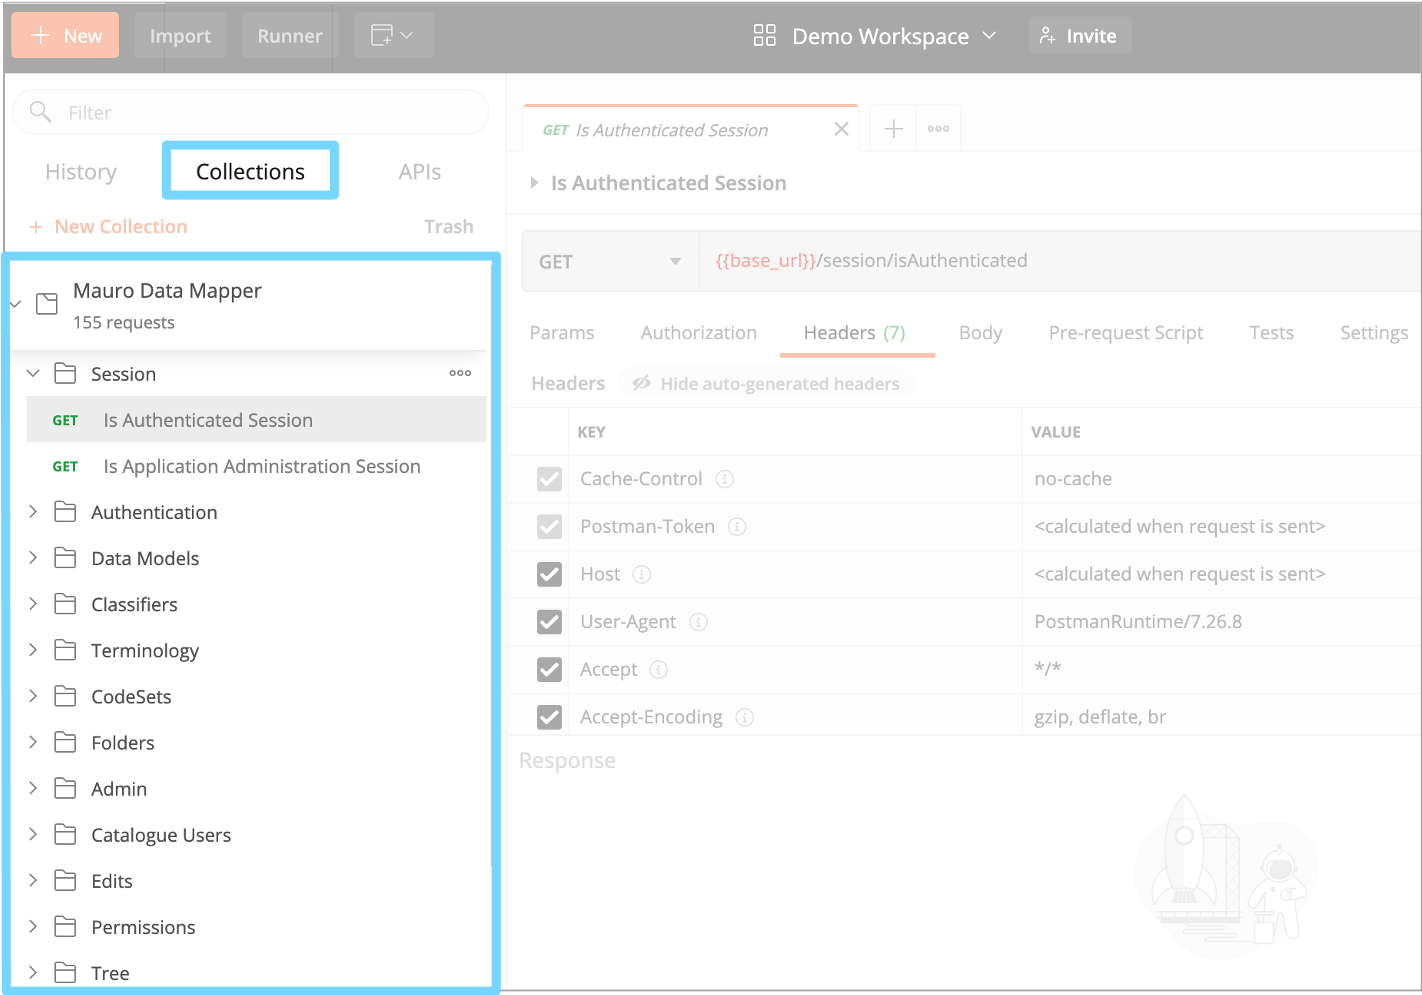 New Import Runner Demo Workspace Invite
Filter
History Collections APIs
+ New Collection Trash
Mauro Data Mapper
155 requests
Session
GET Is Authenticated Session
GET Is Application Administration Session
Authentication
Data Models
Classifiers
Terminology
CodeSets
Folders
Admin
Catalogue Users
Edits
Permissions
Tree
GET Is Authenticated Session
Is Authenticated Session
GET {{base_url}}/session/isAuthenticated
Params Authorization Headers (7) Body Pre-request Script Tests Settings
Headers Hide auto-generated headers
KEY VALUE
Cache-Control no-cache
Postman-Token <calculated when request is sent>
Host <calculated when request is sent>
User-Agent PostmanRuntime/7.26.8
Accept */*
Accept-Encoding gzip, deflate, br
Response